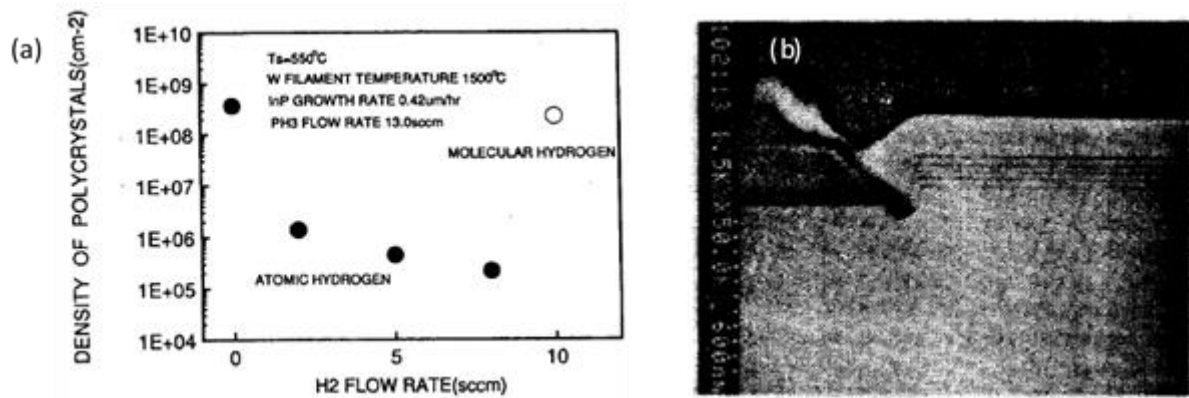 (a)
DENSITY OF POLYCRYSTALS(cm-2)
1E+10
1E+09
1E+08
1E+07
1E+06
1E+05
1E+04
Ts=550°C
W FILAMENT TEMPERATURE 1500°C
InP GROWTH RATE 0.42um/hr
PH3 FLOW RATE 13.0sccm
MOLECULAR HYDROGEN
ATOMIC HYDROGEN
0 5 10
H2 FLOW RATE(sccm)
(b)